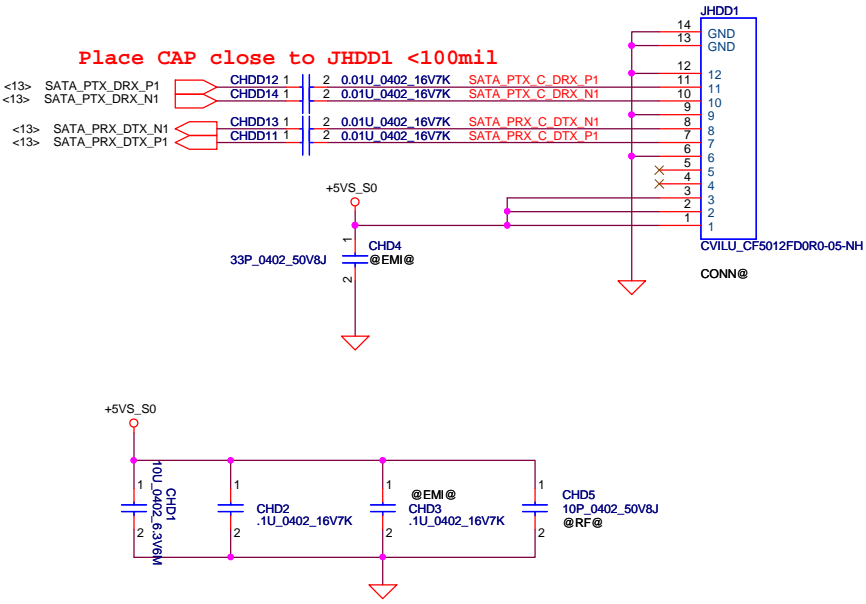 JHDD1
14 GND
13 GND
Place CAP close to JHDD1 <100mil
12 12
<13> SATA_PTX_DRX_P1 CHDD12 1 2 0.01U_0402_16V7K SATA_PTX_C_DRX_P1 11 11
<13> SATA_PTX_DRX_N1 CHDD14 1 2 0.01U_0402_16V7K SATA_PTX_C_DRX_N1 10 10
9 9
<13> SATA_PRX_DTX_N1 CHDD13 1 2 0.01U_0402_16V7K SATA_PRX_C_DTX_N1 8 8
<13> SATA_PRX_DTX_P1 CHDD11 1 2 0.01U_0402_16V7K SATA_PRX_C_DTX_P1 7 7
6 6
5 5
4 4
3 3
2 2
1 1
+5VS_S0
CVILU_CF5012FD0R0-05-NH
CONN@
1
CHD4
33P_0402_50V8J @EMI@
2
+5VS_S0
1
CHD1
10U_0402_6.3V6M
2
1
CHD2
.1U_0402_16V7K
2
1
@EMI@
CHD3
.1U_0402_16V7K
2
1
CHD5
10P_0402_50V8J
@RF@
2